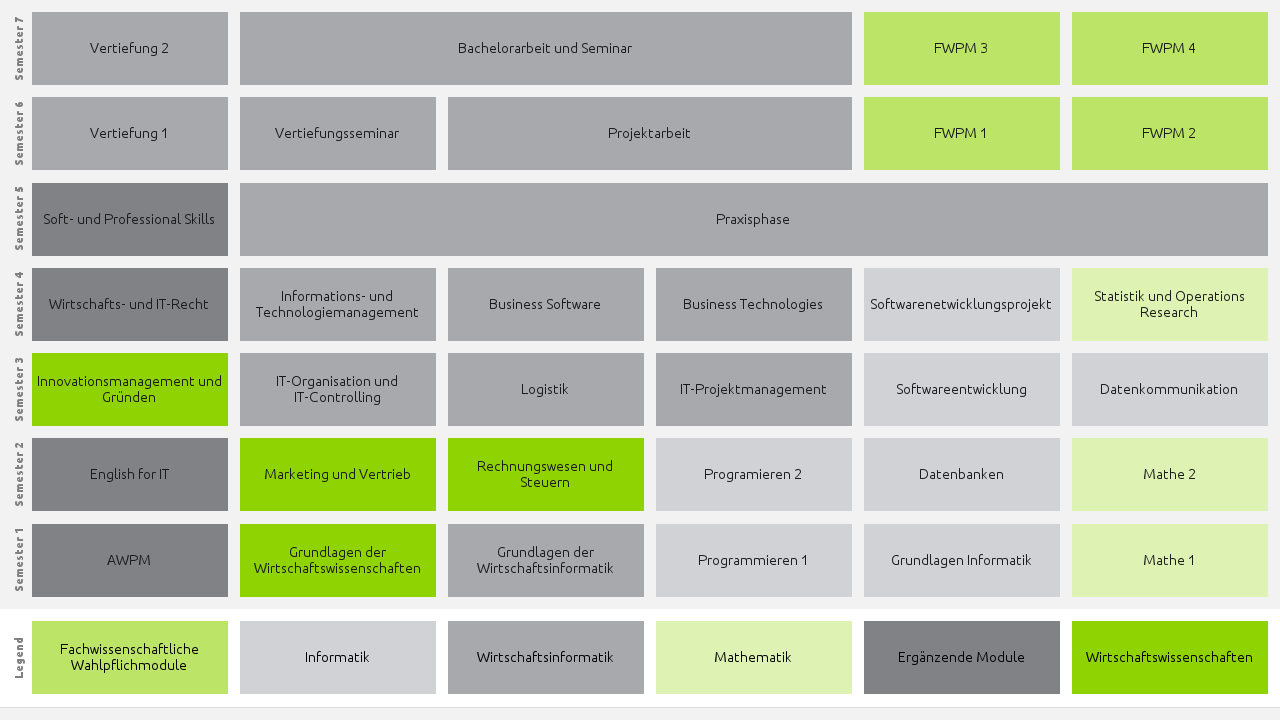 Semester 7
Vertiefung 2
Bachelorarbeit und Seminar
FWPM 3
FWPM 4
Semester 6
Vertiefung 1
Vertiefungsseminar
Projektarbeit
FWPM 1
FWPM 2
Semester 5
Soft- und Professional Skills
Praxisphase
Semester 4
Wirtschafts- und IT-Recht
Informations- und
Technologiemanagement
Business Software
Business Technologies
Softwarenetwicklungsprojekt
Statistik und Operations
Research
Semester 3
Innovationsmanagement und
Gründen
IT-Organisation und
IT-Controlling
Logistik
IT-Projektmanagement
Softwareentwicklung
Datenkommunikation
Semester 2
English for IT
Marketing und Vertrieb
Rechnungswesen und
Steuern
Programieren 2
Datenbanken
Mathe 2
Semester 1
AWPM
Grundlagen der
Wirtschaftswissenschaften
Grundlagen der
Wirtschaftsinformatik
Programmieren 1
Grundlagen Informatik
Mathe 1
Legend
Fachwissenschaftliche
Wahlpflichmodule
Informatik
Wirtschaftsinformatik
Mathematik
Ergänzende Module
Wirtschaftswissenschaften